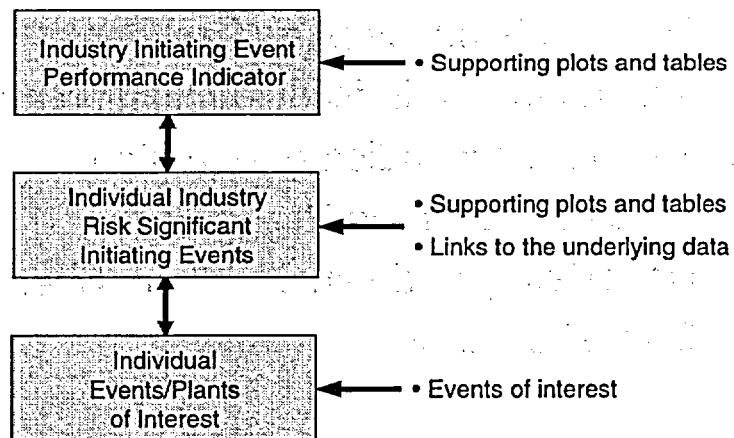 Industry Initiating Event
Performance Indicator
• Supporting plots and tables
Individual Industry
Risk Significant
Initiating Events
• Supporting plots and tables
• Links to the underlying data
Individual
Events/Plants
of Interest
• Events of interest